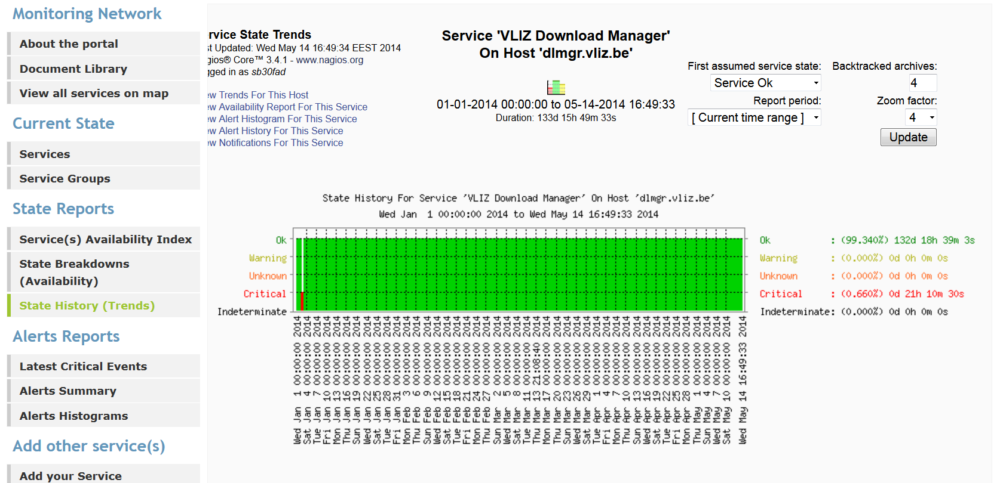 Monitoring Network
About the portal
Document Library
View all services on map
Current State
Services
Service Groups
State Reports
Service(s) Availability Index
State Breakdowns
(Availability)
State History (Trends)
Alerts Reports
Latest Critical Events
Alerts Summary
Alerts Histograms
Add other service(s)
Add your Service
rvice State Trends
st Updated: Wed May 14 16:49:34 EEST 2014
gios® Core™ 3.4.1 - www.nagios.org
gged in as sb30fad
ew Trends For This Host
ew Availability Report For This Service
ew Alert Histogram For This Service
ew Alert History For This Service
ew Notifications For This Service
Service 'VLIZ Download Manager'
On Host 'dlmgr.vliz.be'
01-01-2014 00:00:00 to 05-14-2014 16:49:33
Duration: 133d 15h 49m 33s
First assumed service state:
Service Ok
Report period:
[ Current time range ]
Backtracked archives:
4
Zoom factor:
4
Update
State History For Service 'VLIZ Download Manager' On Host 'dlmgr.vliz.be'
Wed Jan 1 00:00:00 2014 to Wed May 14 16:49:33 2014
Ok
Warning
Unknown
Critical
Indeterminate
Ok : (99.340%) 132d 18h 39m 3s
Warning : (0.000%) 0d 0h 0m 0s
Unknown : (0.000%) 0d 0h 0m 0s
Critical : (0.660%) 0d 21h 10m 30s
Indeterminate: (0.000%) 0d 0h 0m 0s
Wed Jan 1 00:00:00 2014
Sat Jan 4 00:00:00 2014
Tue Jan 7 00:00:00 2014
Fri Jan 10 00:00:00 2014
Mon Jan 13 00:00:00 2014
Thu Jan 16 00:00:00 2014
Sun Jan 19 00:00:00 2014
Wed Jan 22 00:00:00 2014
Sat Jan 25 00:00:00 2014
Tue Jan 28 00:00:00 2014
Fri Jan 31 00:00:00 2014
Mon Feb 3 00:00:00 2014
Thu Feb 6 00:00:00 2014
Sun Feb 9 00:00:00 2014
Wed Feb 12 00:00:00 2014
Sat Feb 15 00:00:00 2014
Tue Feb 18 00:00:00 2014
Fri Feb 21 00:00:00 2014
Mon Feb 24 00:00:00 2014
Thu Feb 27 00:00:00 2014
Sun Mar 2 00:00:00 2014
Wed Mar 5 00:00:00 2014
Sat Mar 8 00:00:00 2014
Tue Mar 11 00:00:00 2014
Thu Mar 13 21:08:40 2014
Mon Mar 17 00:00:00 2014
Thu Mar 20 00:00:00 2014
Sun Mar 23 00:00:00 2014
Wed Mar 26 00:00:00 2014
Sat Mar 29 00:00:00 2014
Tue Apr 1 00:00:00 2014
Fri Apr 4 00:00:00 2014
Mon Apr 7 00:00:00 2014
Thu Apr 10 00:00:00 2014
Sun Apr 13 00:00:00 2014
Wed Apr 16 00:00:00 2014
Sat Apr 19 00:00:00 2014
Tue Apr 22 00:00:00 2014
Fri Apr 25 00:00:00 2014
Mon Apr 28 00:00:00 2014
Thu May 1 00:00:00 2014
Sun May 4 00:00:00 2014
Wed May 7 00:00:00 2014
Sat May 10 00:00:00 2014
Wed May 14 16:49:33 2014